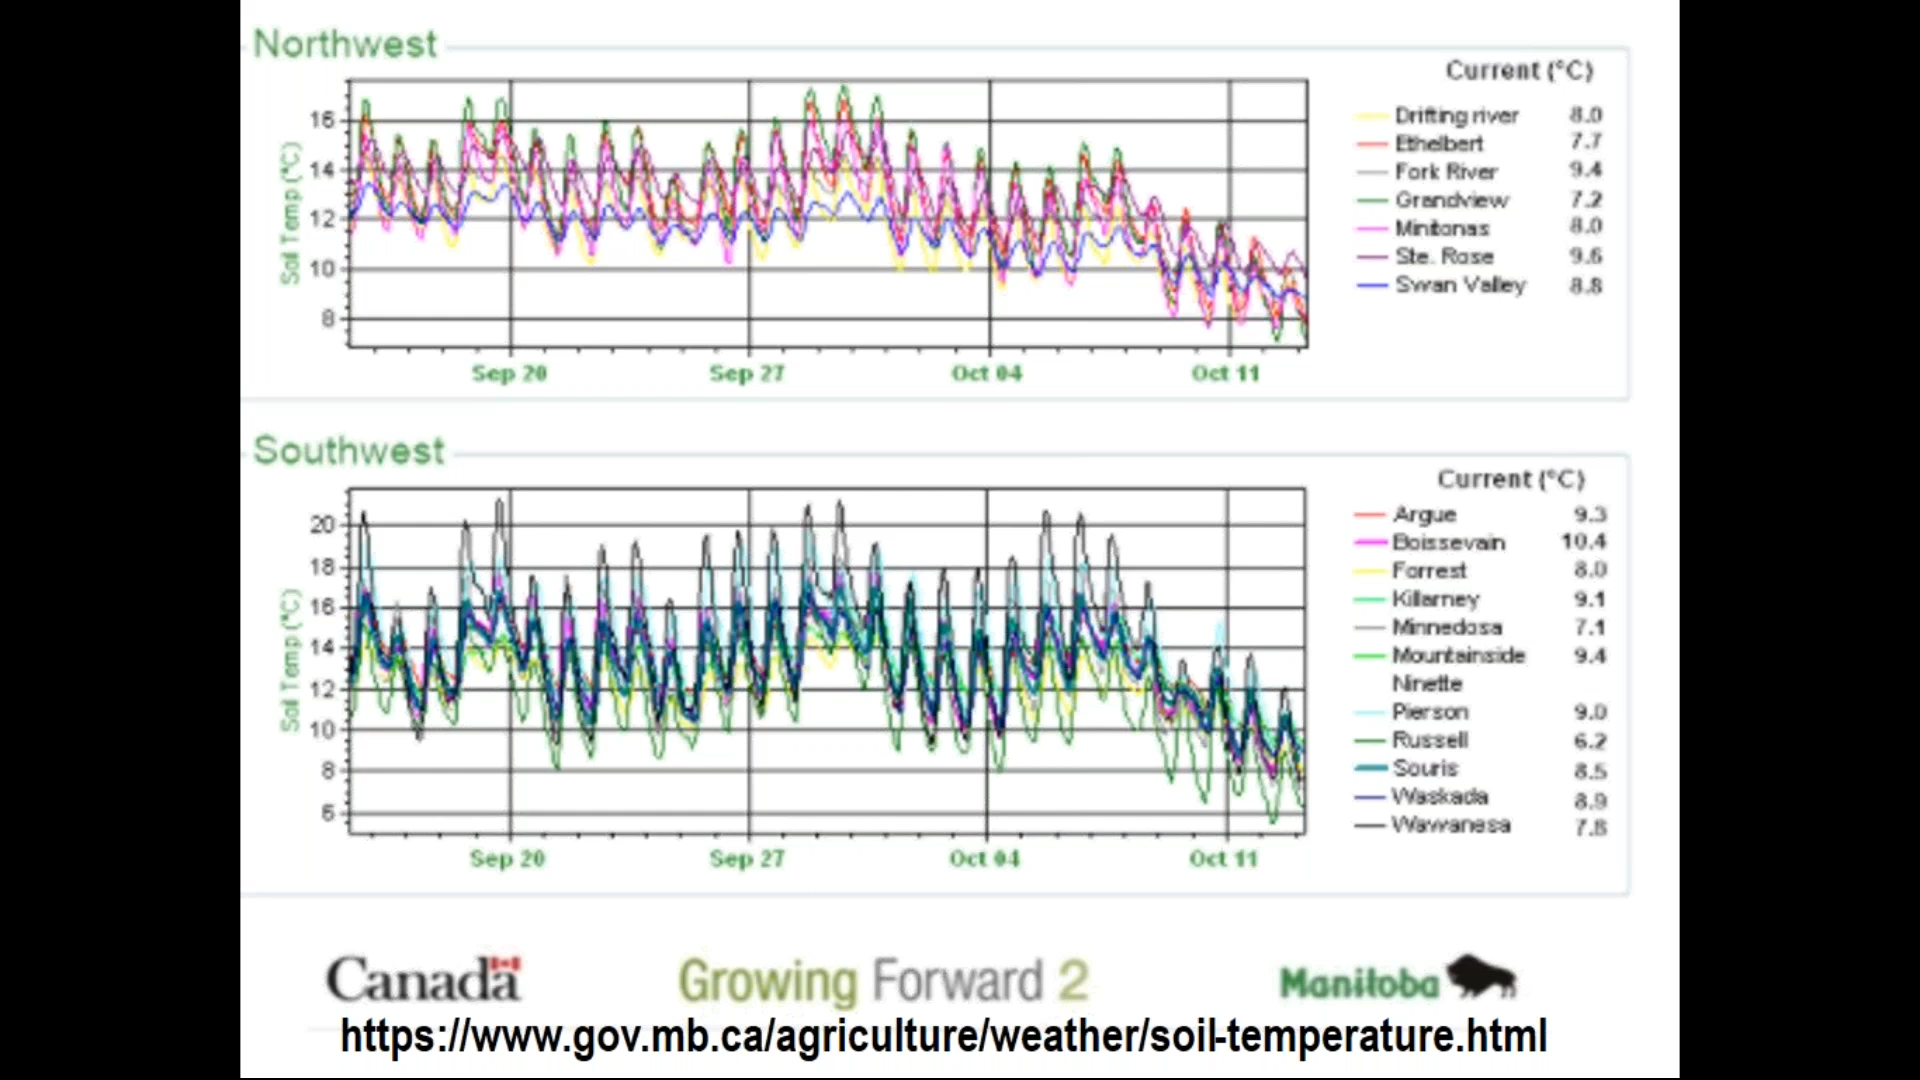 Northwest
Current (°C)
16
14
12
10
8
Soil Temp (°C)
Drifting river 8.0
Ethelbert 7.7
Fork River 9.4
Grandview 7.2
Minitonas 8.0
Ste. Rose 9.6
Swan Valley 8.8
Sep 20 Sep 27 Oct 04 Oct 11
Southwest
Current (°C)
20
18
16
14
12
10
8
6
Soil Temp (°C)
Argue 9.3
Boissevain 10.4
Forrest 8.0
Killarney 9.1
Minnedosa 7.1
Mountainside 9.4
Ninette
Pierson 9.0
Russell 6.2
Souris 8.5
Waskada 8.9
Wawanesa 7.8
Sep 20 Sep 27 Oct 04 Oct 11
Canada Growing Forward 2 Manitoba
https://www.gov.mb.ca/agriculture/weather/soil-temperature.html